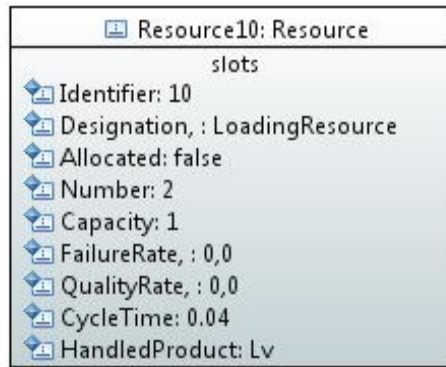 Resource10: Resource
slots
Identifier: 10
Designation, : LoadingResource
Allocated: false
Number: 2
Capacity: 1
FailureRate, : 0,0
QualityRate, : 0,0
CycleTime: 0.04
HandledProduct: Lv